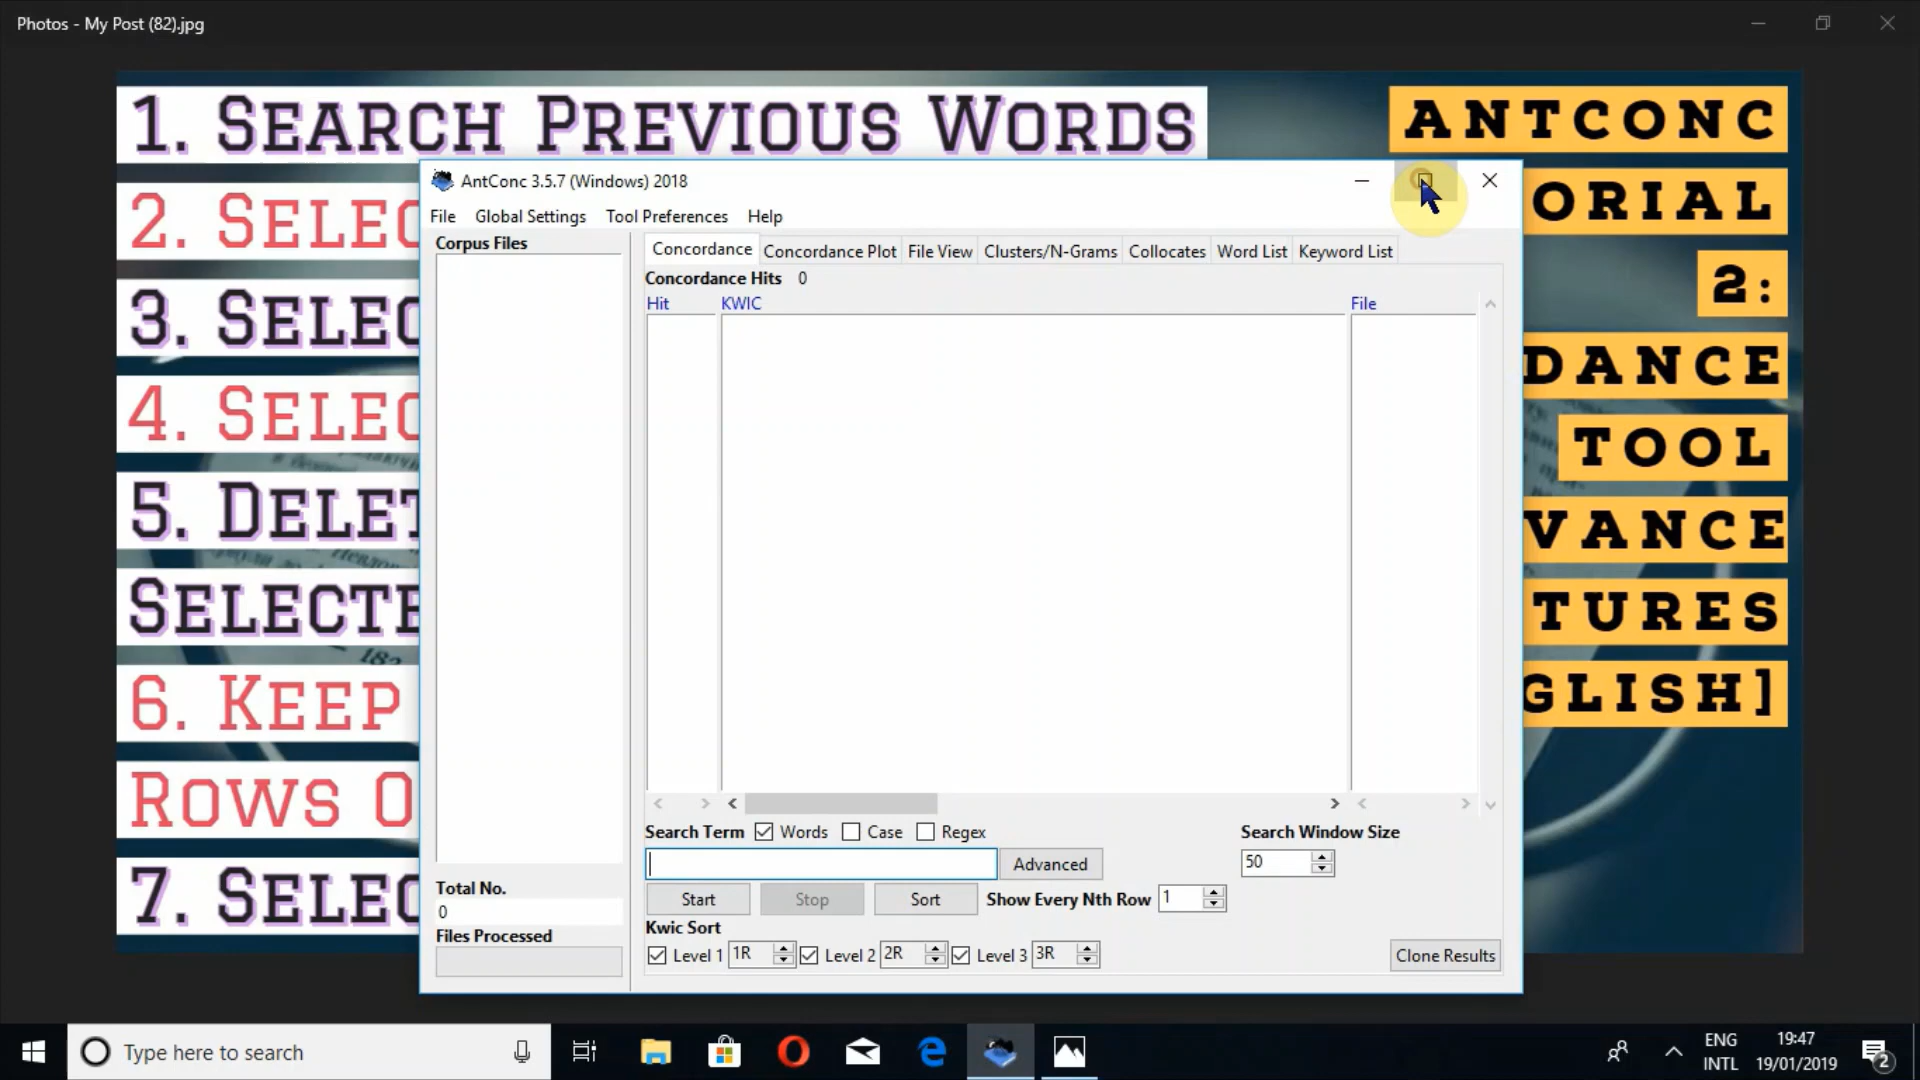 Photos - My Post (82).jpg
1. Search Previous Words
2. Selec
3. Selec
4. Selec
5. Delet
Selecte
6. Keep
Rows O
7. Selec
ANTCONC
ORIAL
2:
DANCE
TOOL
VANCE
TURES
GLISH]
AntConc 3.5.7 (Windows) 2018
File Global Settings Tool Preferences Help
Corpus Files
Concordance Concordance Plot File View Clusters/N-Grams Collocates Word List Keyword List
Concordance Hits 0
Hit KWIC File
Search Term Words Case Regex Search Window Size
Advanced 50
Start Stop Sort Show Every Nth Row 1
Kwic Sort
Level 1 1R Level 2 2R Level 3 3R Clone Results
Total No.
0
Files Processed
Type here to search
ENG
INTL
19:47
19/01/2019
2